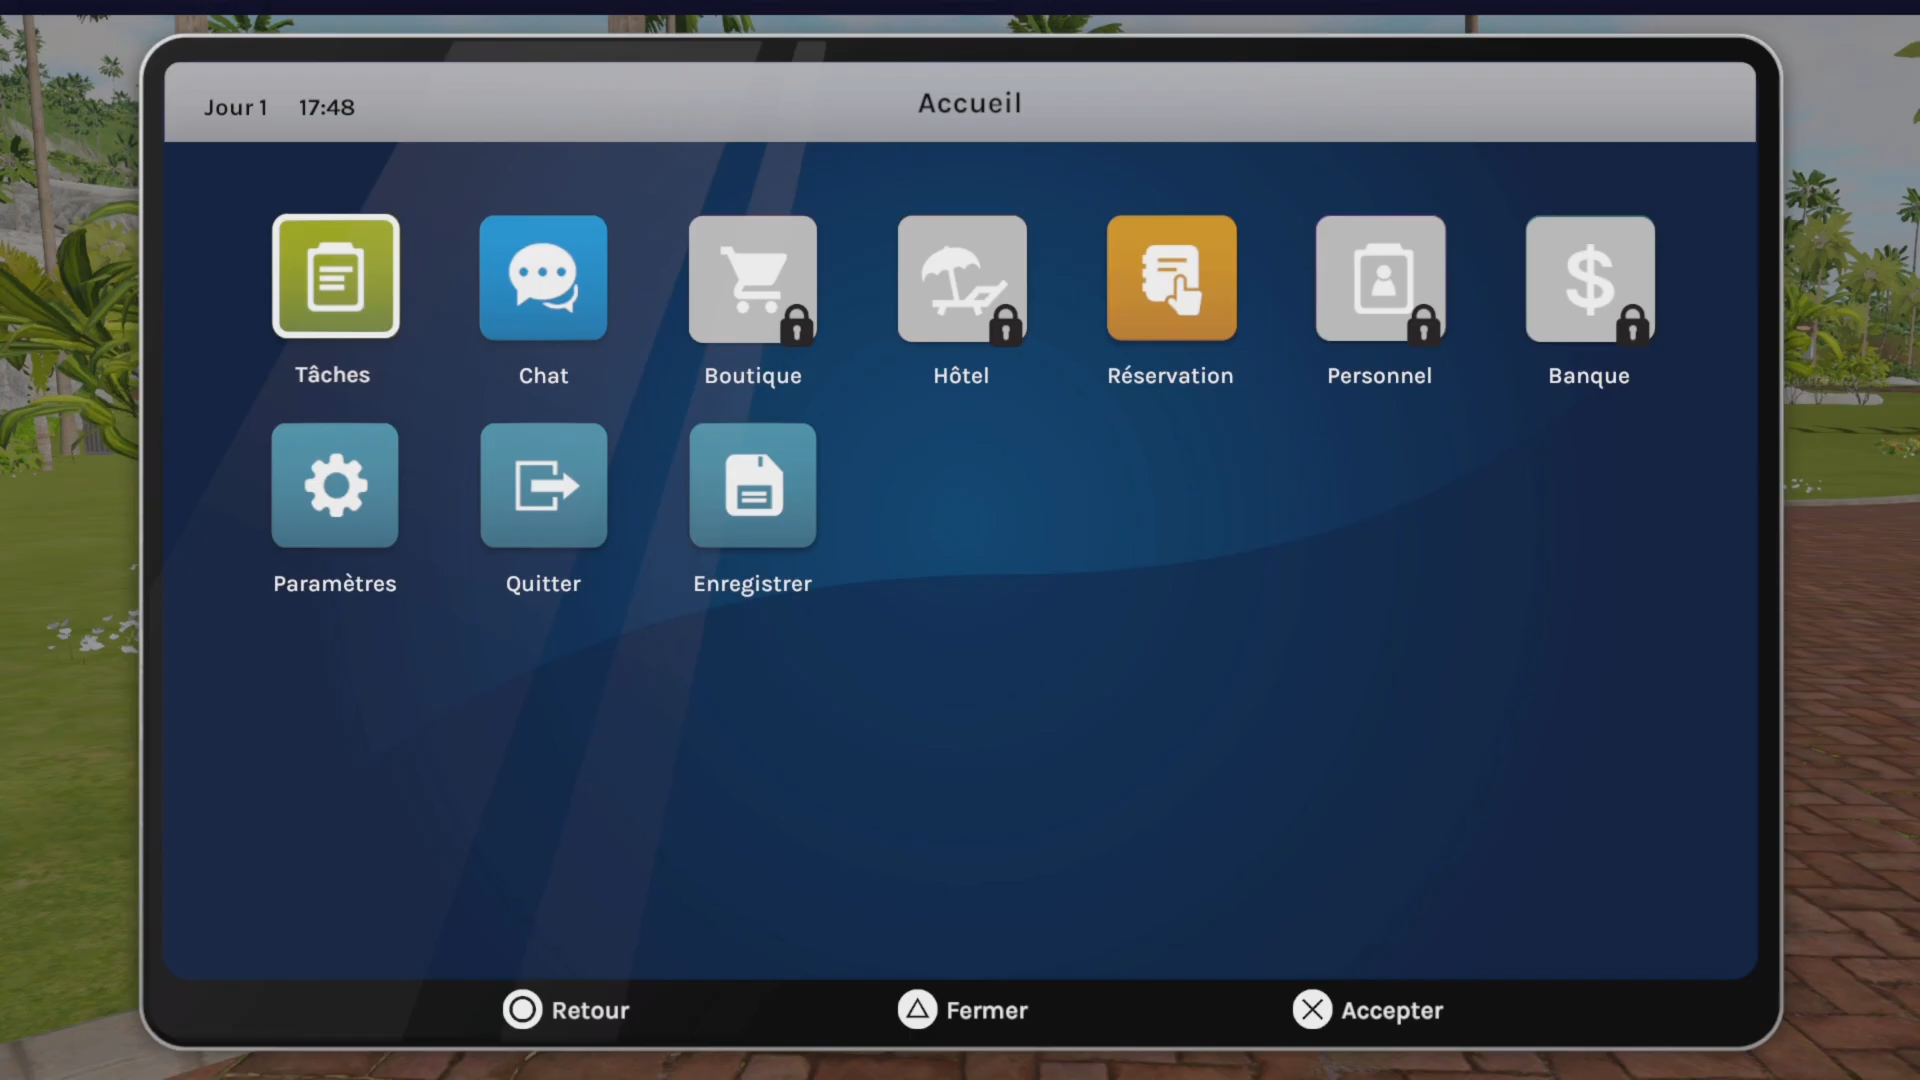 Jour 1 17:48
Accueil
Tâches
Chat
Boutique
Hôtel
Réservation
Personnel
Banque
Paramètres
Quitter
Enregistrer
Retour
Fermer
Accepter